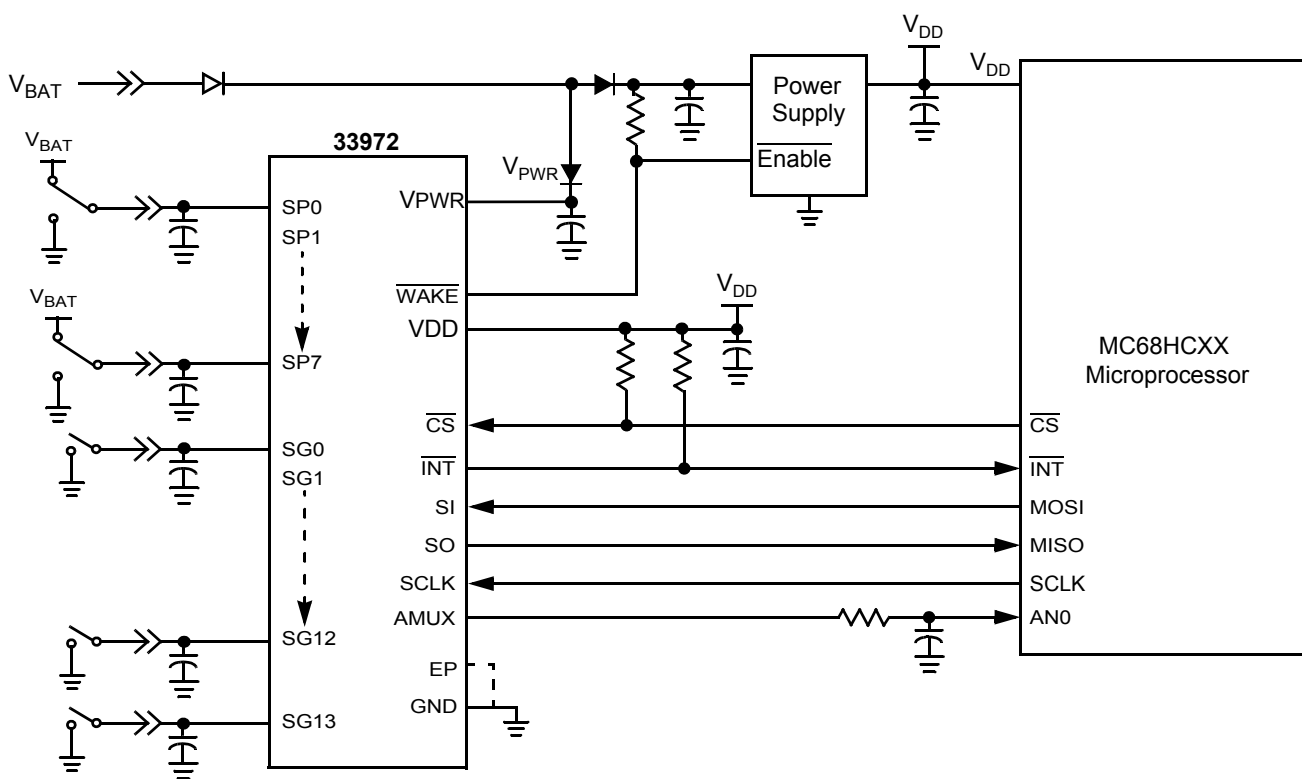 V_DD
V_BAT
V_DD
Power
Supply
Enable
33972
V_BAT
V_PWR
VPWR
SP0
SP1
WAKE
V_DD
VDD
V_BAT
SP7
MC68HCXX
Microprocessor
CS
CS
SG0
INT
INT
SG1
SI
MOSI
SO
MISO
SCLK
SCLK
AMUX
AN0
SG12
EP
GND
SG13